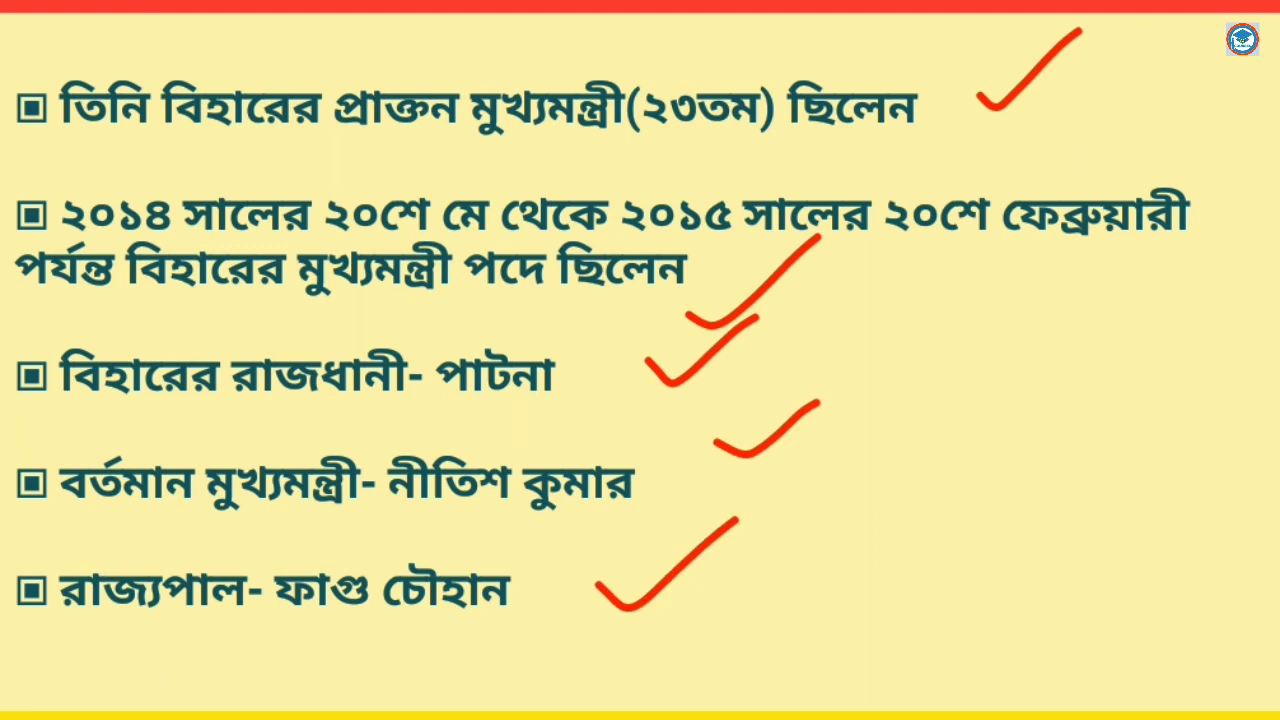 ▣ তিনি বিহারের প্রাক্তন মুখ্যমন্ত্রী(২৩তম) ছিলেন
▣ ২০১৪ সালের ২০শে মে থেকে ২০১৫ সালের ২০শে ফেব্রুয়ারী
পর্যন্ত বিহারের মুখ্যমন্ত্রী পদে ছিলেন
▣ বিহারের রাজধানী- পাটনা
▣ বর্তমান মুখ্যমন্ত্রী- নীতিশ কুমার
▣ রাজ্যপাল- ফাগু চৌহান